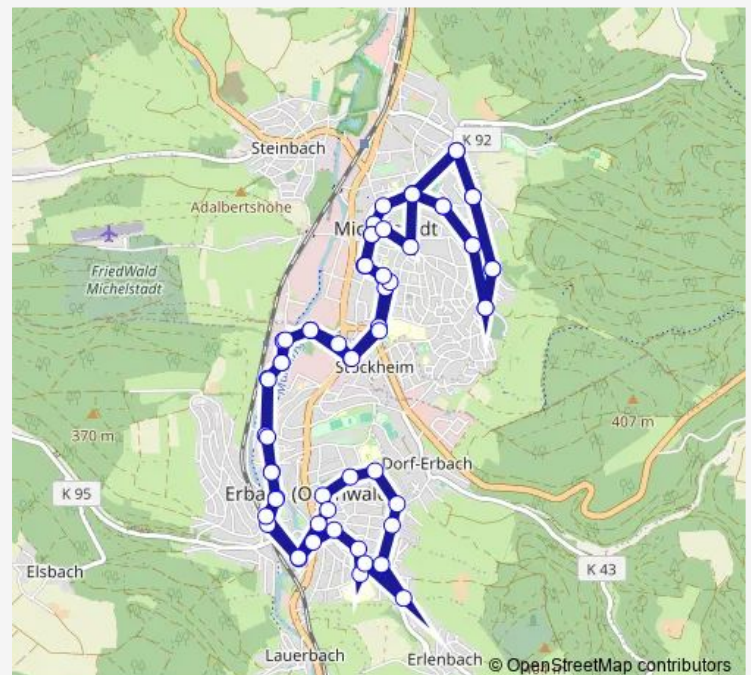 K 92
Steinbach
Adalbertshöhe
FriedWald
Michelstadt
Stockheim
370 m
407 m
Dorf-Erbach
K 95
Elsbach
K 43
Lauerbach
Erlenbach
© OpenStreetMap contributors